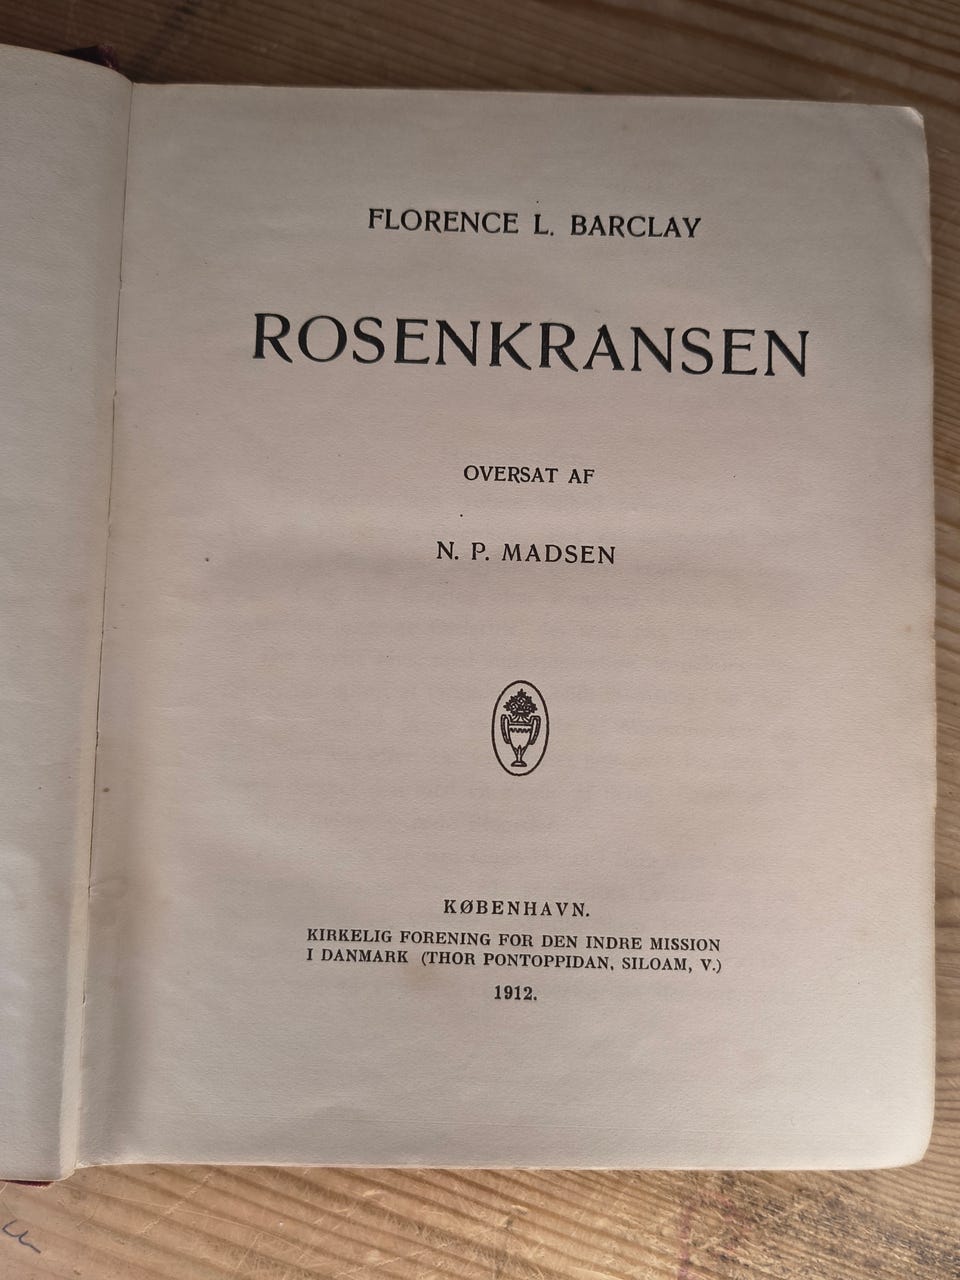 FLORENCE L. BARCLAY
ROSENKRANSEN
OVERSAT AF
N. P. MADSEN
KØBENHAVN.
KIRKELIG FORENING FOR DEN INDRE MISSION
I DANMARK (THOR PONTOPPIDAN, SILOAM, V.)
1912.